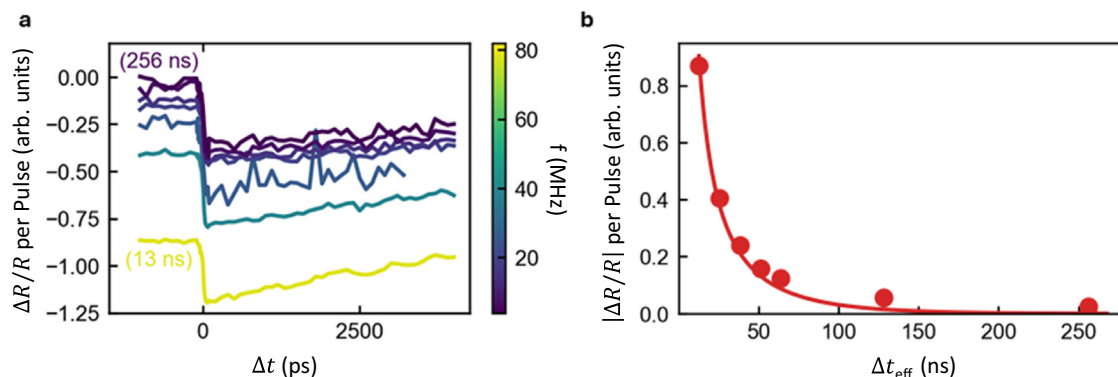 a
ΔR/R per Pulse (arb. units)
0.00
−0.25
−0.50
−0.75
−1.00
−1.25
(256 ns)
(13 ns)
0
2500
Δt (ps)
80
60
40
20
f (MHz)
b
|ΔR/R| per Pulse (arb. units)
0.8
0.6
0.4
0.2
0.0
50
100
150
200
250
Δt_eff (ns)